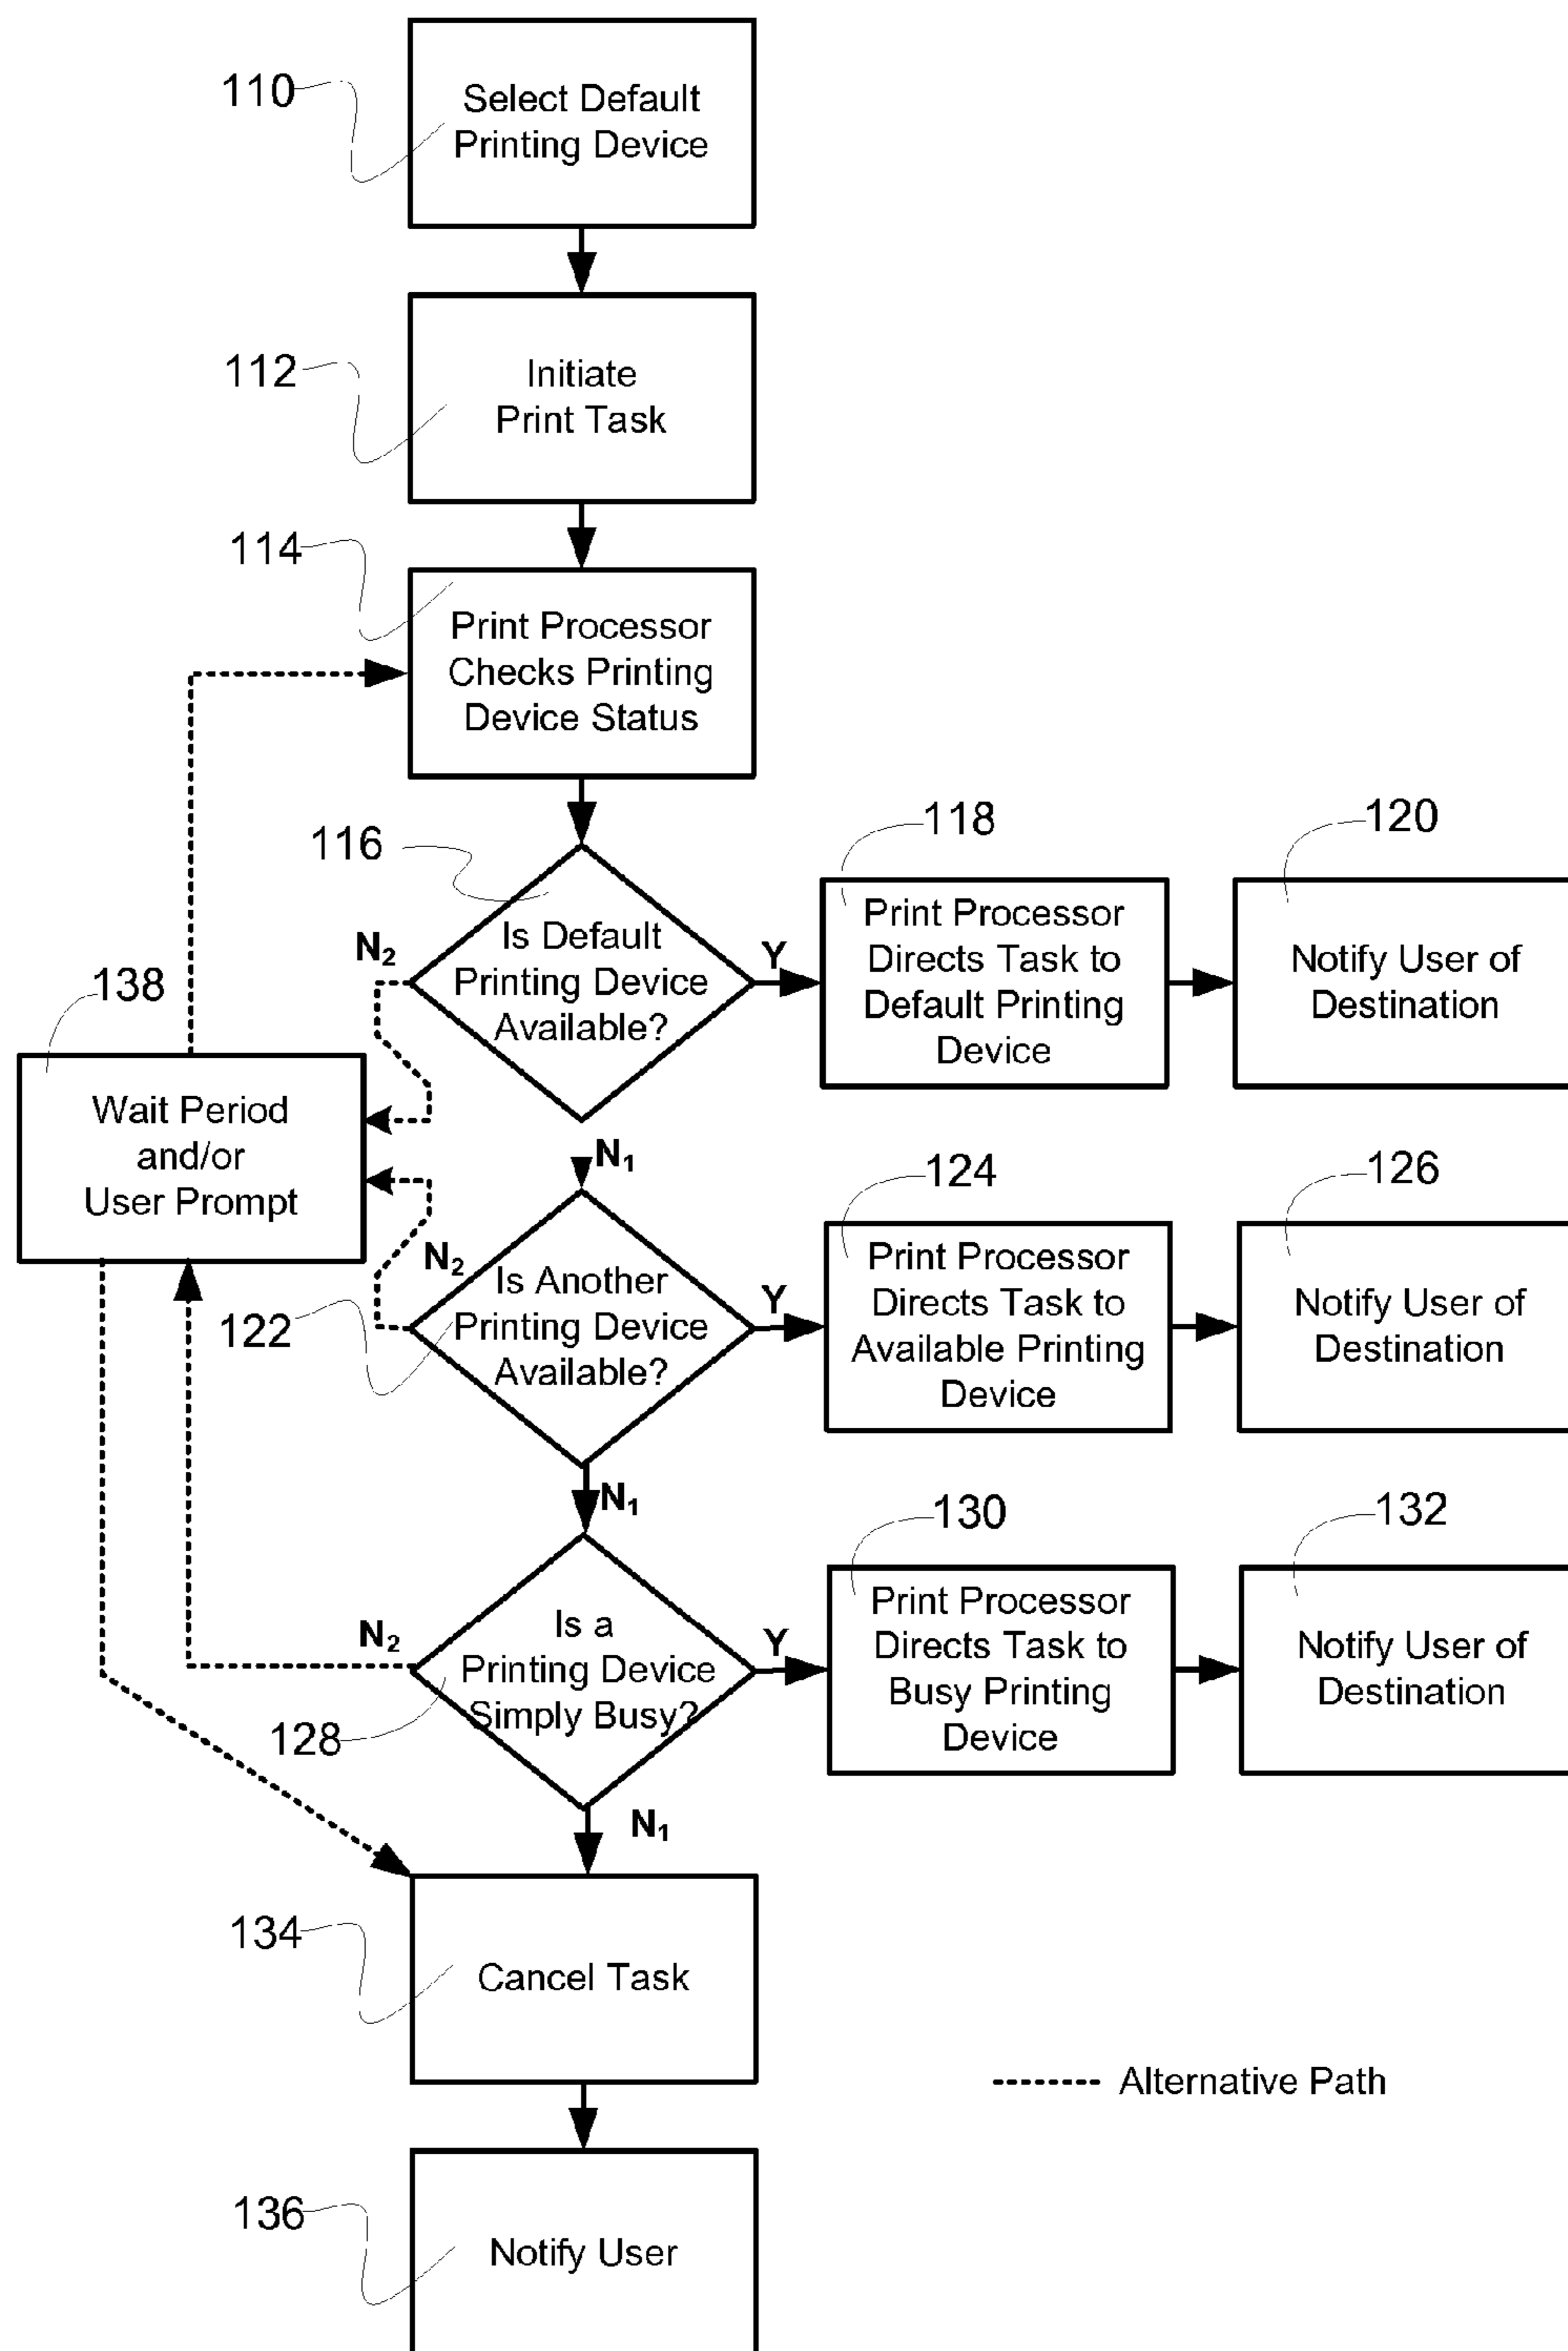 110
Select Default
Printing Device
112
Initiate
Print Task
114
Print Processor
Checks Printing
Device Status
116
Is Default
Printing Device
Available?
N₂
Y
118
Print Processor
Directs Task to
Default Printing
Device
120
Notify User of
Destination
138
Wait Period
and/or
User Prompt
N₁
122
Is Another
Printing Device
Available?
N₂
Y
124
Print Processor
Directs Task to
Available Printing
Device
126
Notify User of
Destination
N₁
128
Is a
Printing Device
Simply Busy?
N₂
Y
130
Print Processor
Directs Task to
Busy Printing
Device
132
Notify User of
Destination
N₁
134
Cancel Task
Alternative Path
136
Notify User